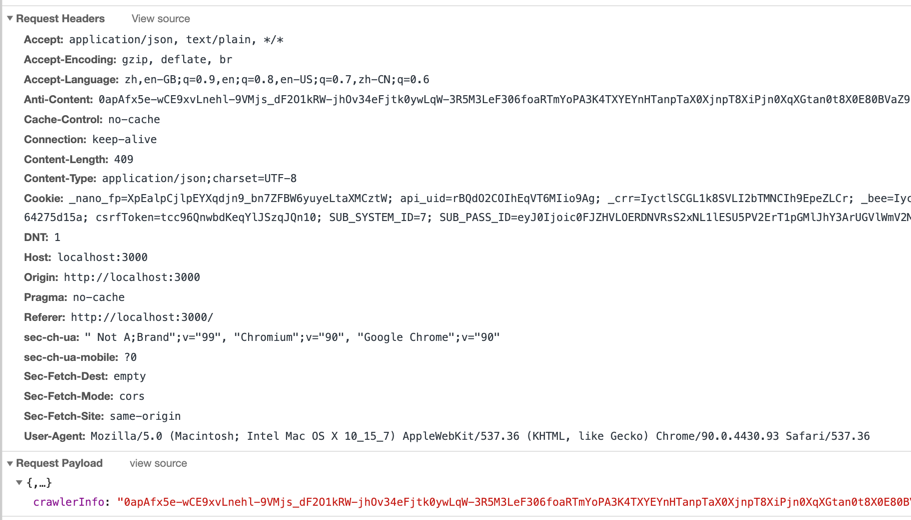 Request Headers View source
Accept: application/json, text/plain, */*
Accept-Encoding: gzip, deflate, br
Accept-Language: zh,en-GB;q=0.9,en;q=0.8,en-US;q=0.7,zh-CN;q=0.6
Anti-Content: 0apAfx5e-wCE9xvLnehl-9VMjs_dF2O1kRW-jhOv34eFjtk0ywLqW-3R5M3LeF306foaRTmYoPA3K4TXYEYnHTanpTaX0XjnpT8XiPjn0XqXGtan0t8X0E80BVaZ9
Cache-Control: no-cache
Connection: keep-alive
Content-Length: 409
Content-Type: application/json;charset=UTF-8
Cookie: _nano_fp=XpEalpCjlpEYXqdjn9_bn7ZFBW6yuyeLtaXMCztW; api_uid=rBQdO2COIhEqVT6MIio9Ag; _crr=IyctlSCGL1k8SVLI2bTMNCIh9EpeZLCr; _bee=Iyc
64275d15a; csrfToken=tcc96QnwbdKeqYlJSzqJQn10; SUB_SYSTEM_ID=7; SUB_PASS_ID=eyJ0Ijoic0FJZHVLOERDNVRsS2xNL1lESU5PV2ErT1pGMlJhY3ArUGVlWmV2N
DNT: 1
Host: localhost:3000
Origin: http://localhost:3000
Pragma: no-cache
Referer: http://localhost:3000/
sec-ch-ua: " Not A;Brand";v="99", "Chromium";v="90", "Google Chrome";v="90"
sec-ch-ua-mobile: ?0
Sec-Fetch-Dest: empty
Sec-Fetch-Mode: cors
Sec-Fetch-Site: same-origin
User-Agent: Mozilla/5.0 (Macintosh; Intel Mac OS X 10_15_7) AppleWebKit/537.36 (KHTML, like Gecko) Chrome/90.0.4430.93 Safari/537.36
Request Payload view source
{,…}
crawlerInfo: "0apAfx5e-wCE9xvLnehl-9VMjs_dF2O1kRW-jhOv34eFjtk0ywLqW-3R5M3LeF306foaRTmYoPA3K4TXYEYnHTanpTaX0XjnpT8XiPjn0XqXGtan0t8X0E80B